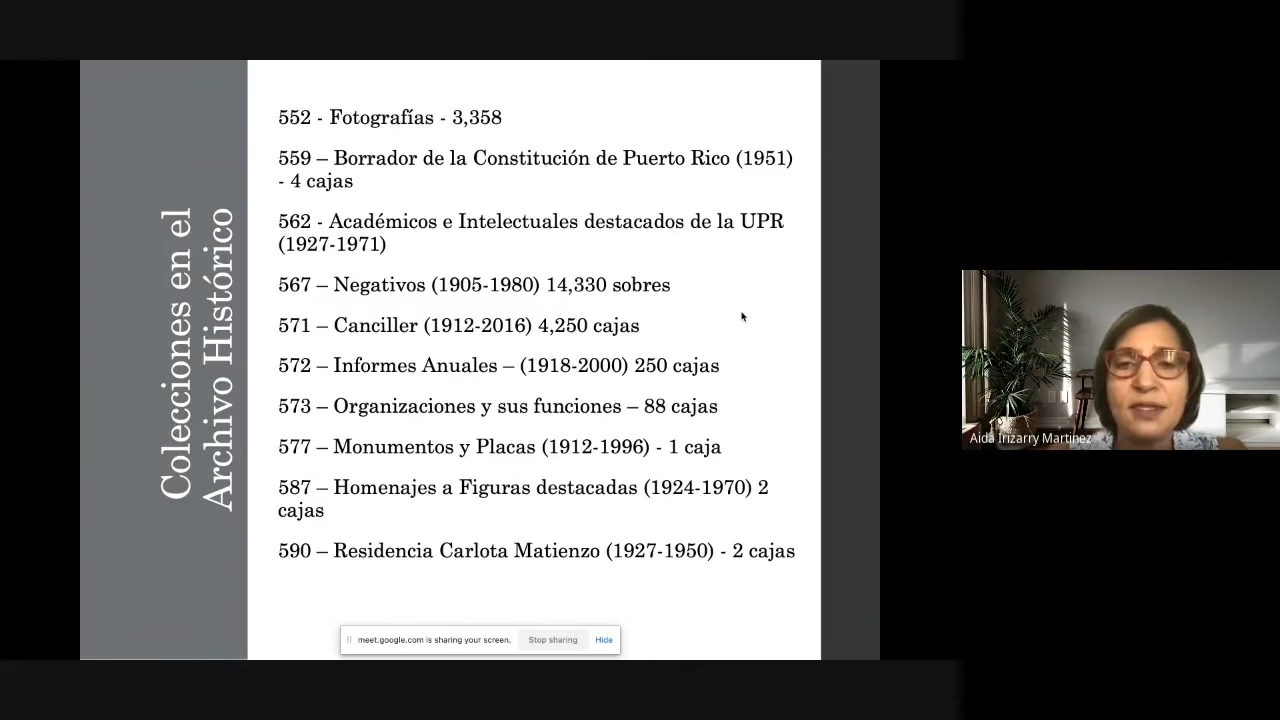 Colecciones en el
Archivo Histórico
552 - Fotografías - 3,358
559 – Borrador de la Constitución de Puerto Rico (1951)
- 4 cajas
562 - Académicos e Intelectuales destacados de la UPR
(1927-1971)
567 – Negativos (1905-1980) 14,330 sobres
571 – Canciller (1912-2016) 4,250 cajas
572 – Informes Anuales – (1918-2000) 250 cajas
573 – Organizaciones y sus funciones – 88 cajas
577 – Monumentos y Placas (1912-1996) - 1 caja
587 – Homenajes a Figuras destacadas (1924-1970) 2
cajas
590 – Residencia Carlota Matienzo (1927-1950) - 2 cajas
meet.google.com is sharing your screen. Stop sharing Hide
Aida Irizarry Martinez